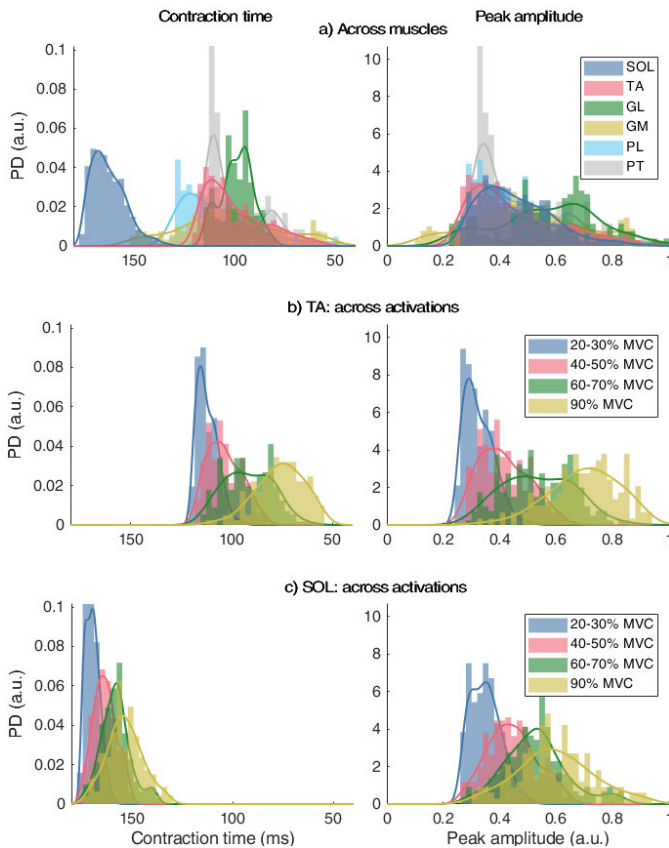 Contraction time
Peak amplitude
a) Across muscles
PD (a.u.)
0.1
0.08
0.06
0.04
0.02
0
150
100
50
10
8
6
4
2
0
0
0.2
0.4
0.6
0.8
1
SOL
TA
GL
GM
PL
PT
b) TA: across activations
PD (a.u.)
0.1
0.08
0.06
0.04
0.02
0
150
100
50
10
8
6
4
2
0
0
0.2
0.4
0.6
0.8
1
20-30% MVC
40-50% MVC
60-70% MVC
90% MVC
c) SOL: across activations
PD (a.u.)
0.1
0.08
0.06
0.04
0.02
0
150
100
50
Contraction time (ms)
10
8
6
4
2
0
0
0.2
0.4
0.6
0.8
1
Peak amplitude (a.u.)
20-30% MVC
40-50% MVC
60-70% MVC
90% MVC